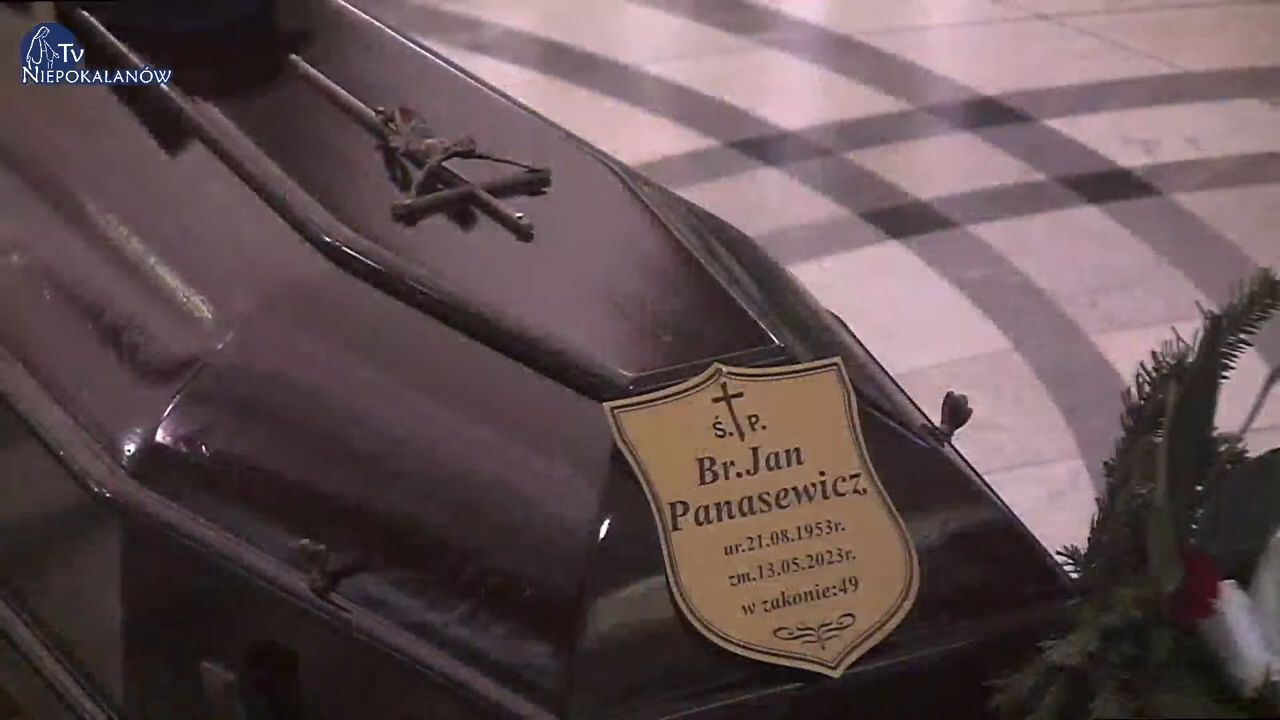 Tv
NIEPOKALANÓW
Ś. P.
Br.Jan
Panasewicz
ur.21.08.1953r.
zm.13.05.2023r.
w zakonie:49